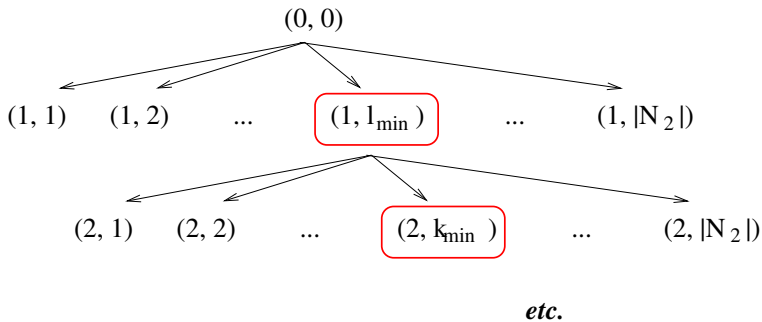 (0, 0)
(1, 1) (1, 2) ... (1, l_min ) ... (1, |N_2|)
(2, 1) (2, 2) ... (2, k_min ) ... (2, |N_2|)
etc.